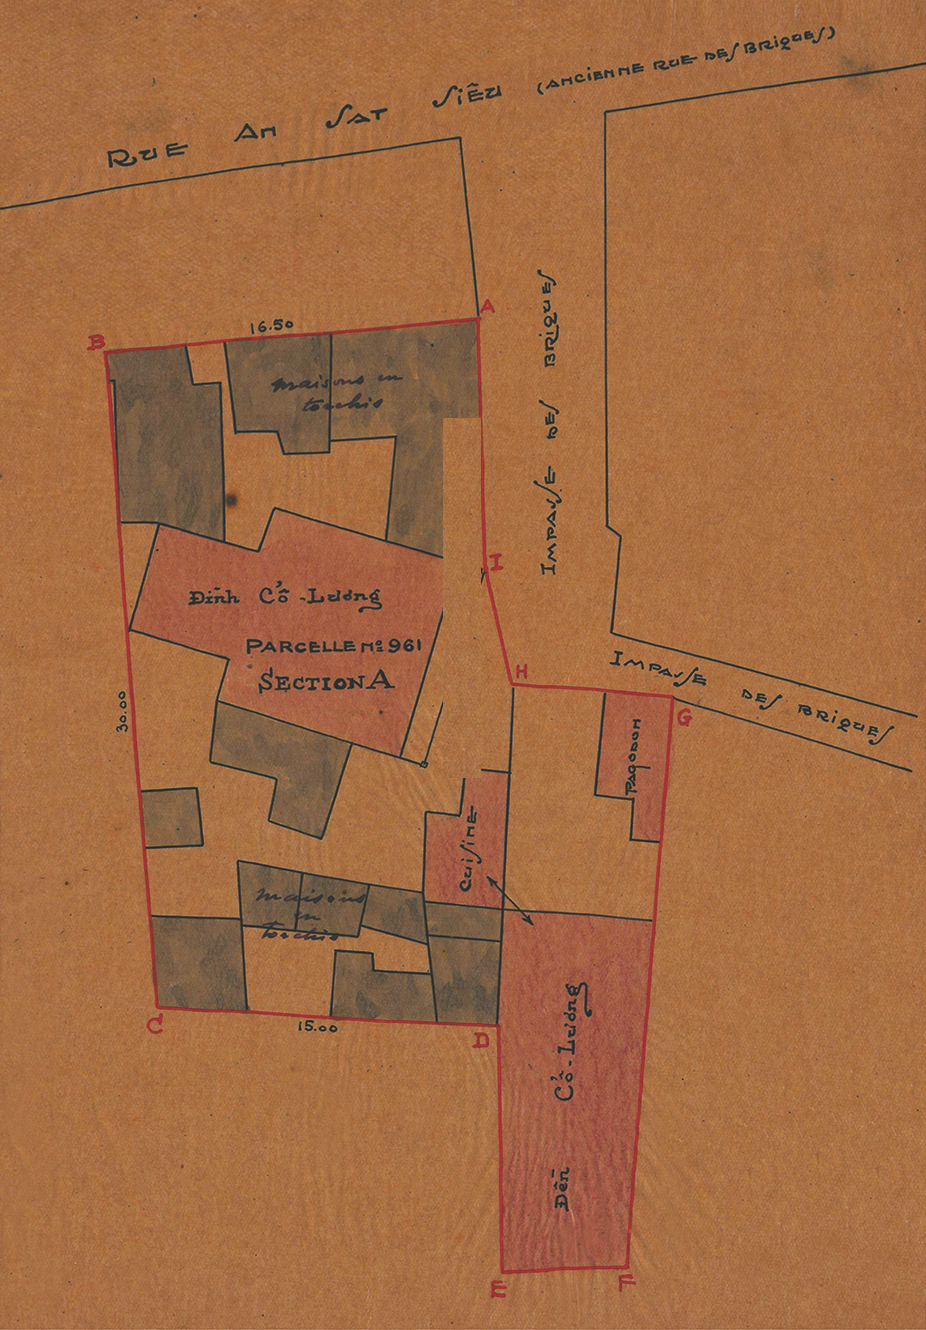 RUE AN SAT SIÊU (ANCIENNE RUE DES BRIQUES)
A
B
16.50
maisons en
torchis
IMPASSE DES BRIQUES
I
Đình Cổ-Lương
PARCELLE Nº 961
SECTION A
H
IMPASSE DES BRIQUES
G
30.00
PAGODON
CUISINE
maisons
en
torchis
C
15.00
D
Đền Cổ-Lương
E
F